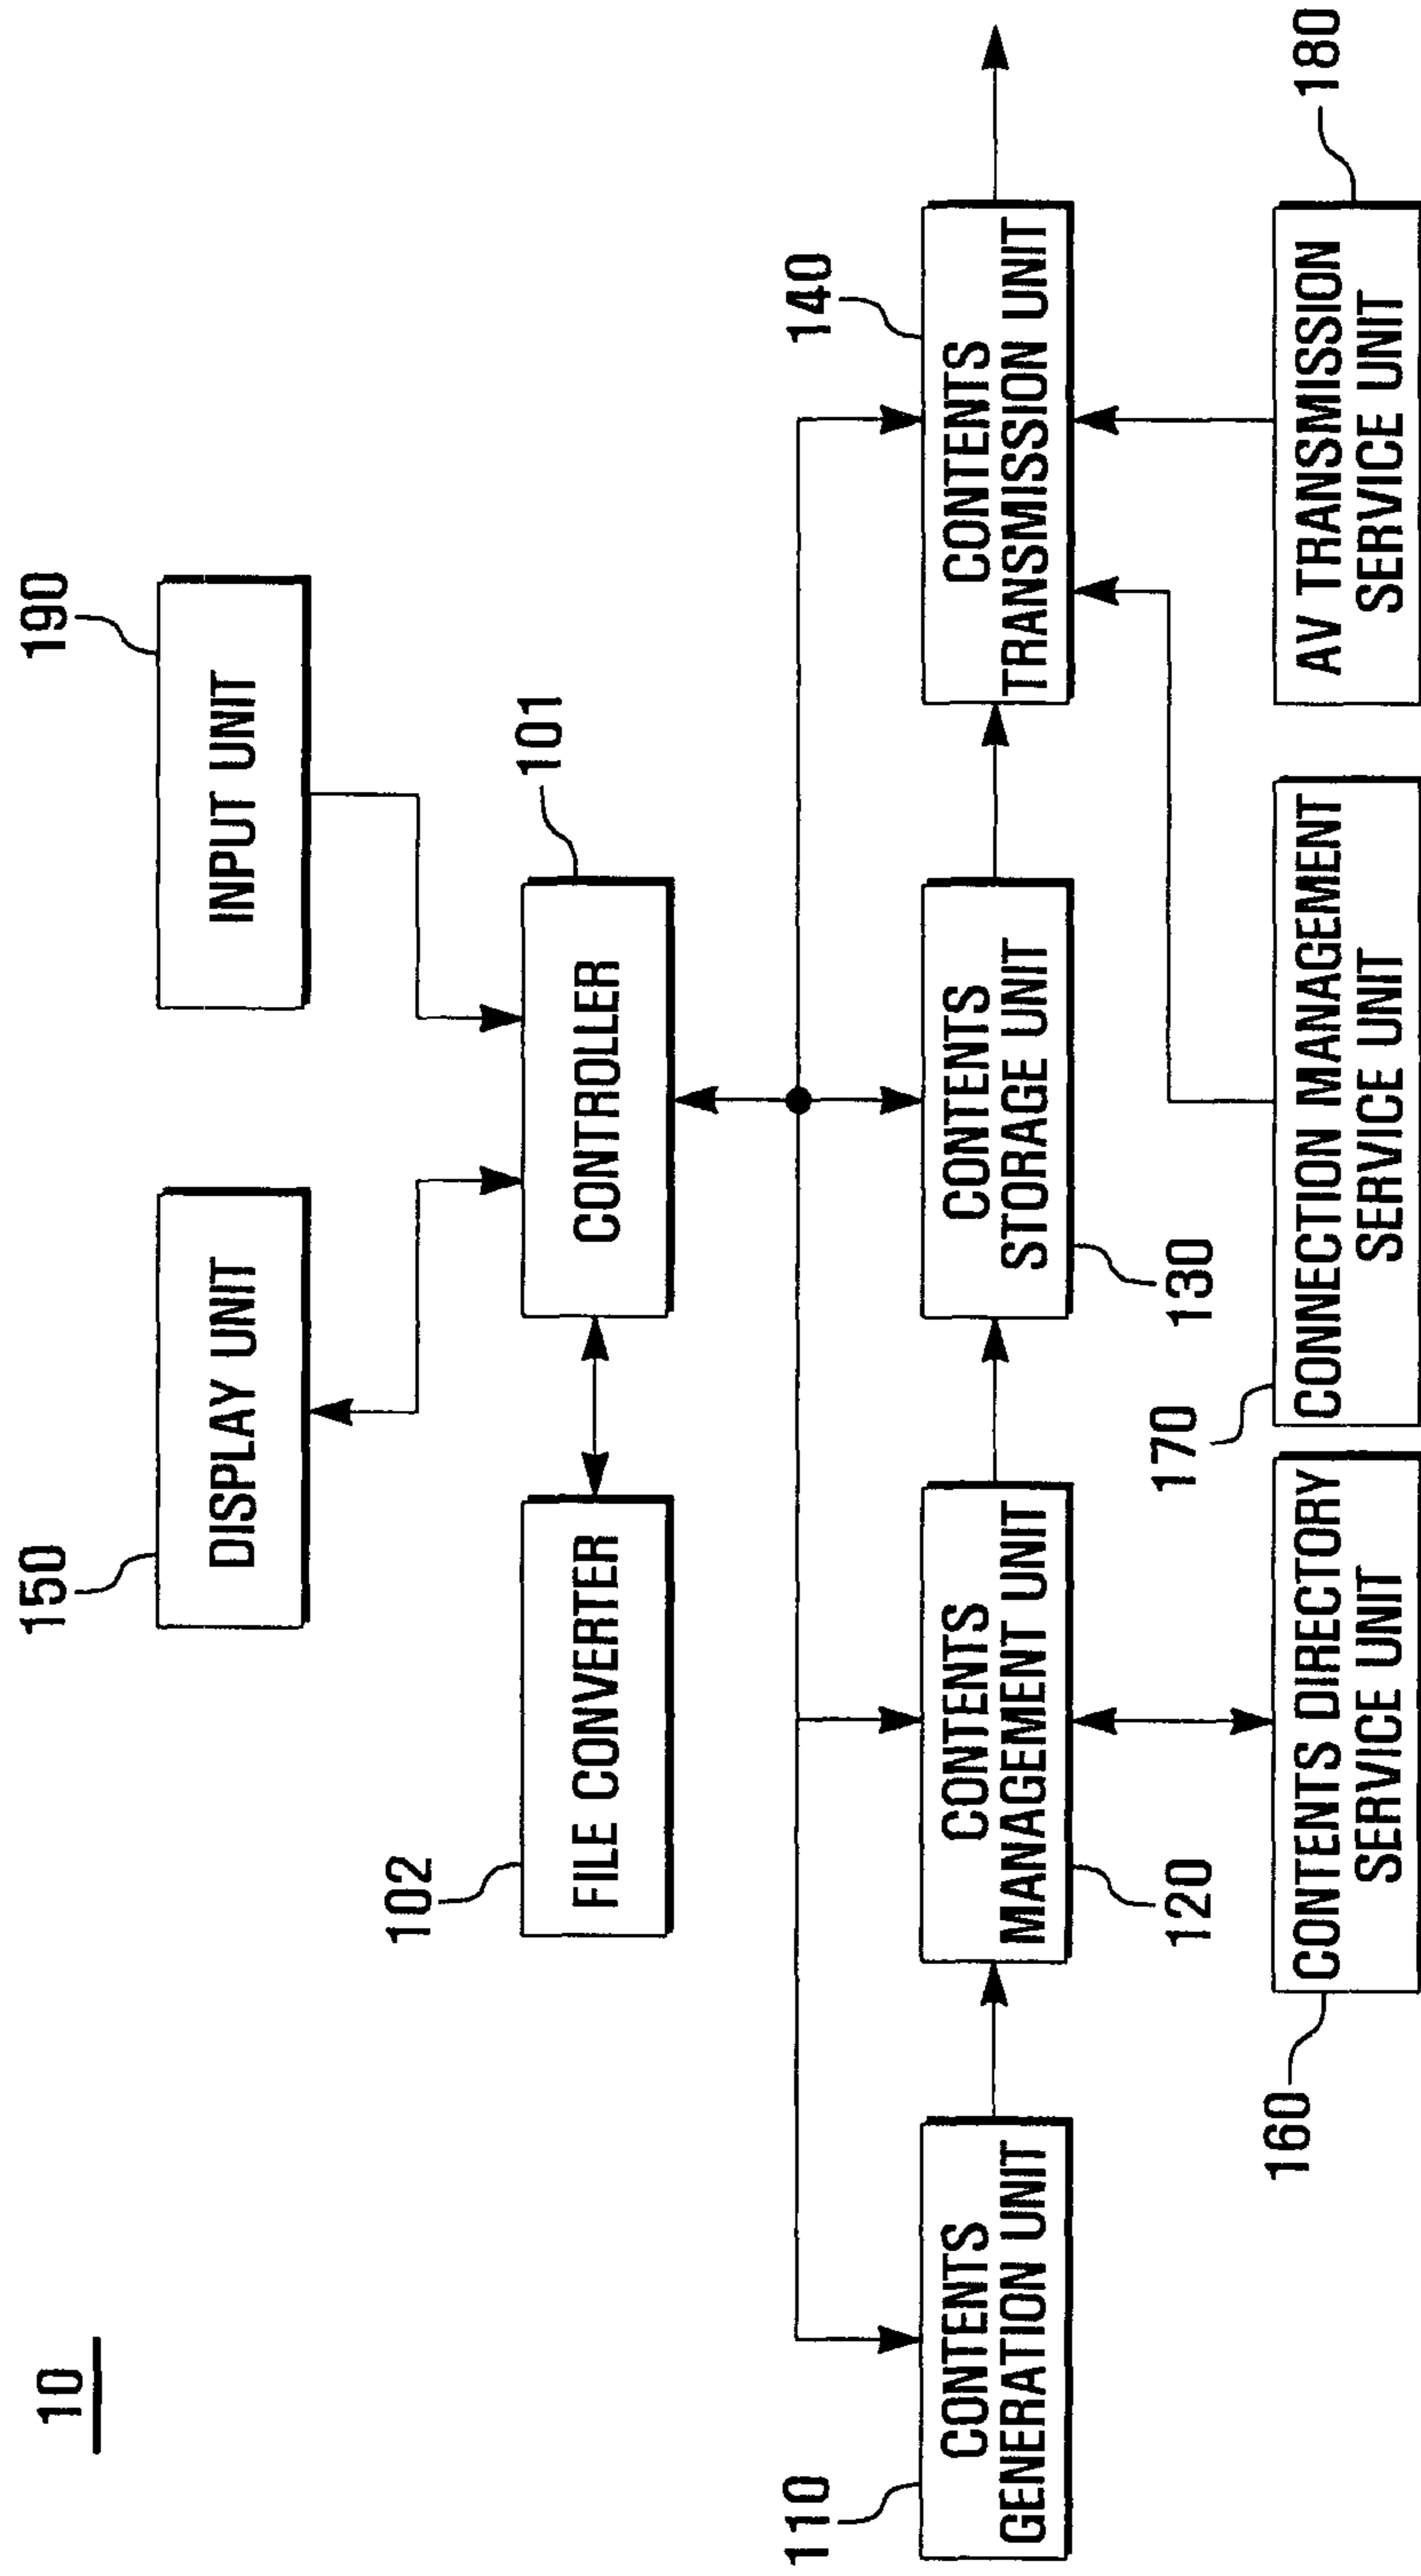 10
150
190
DISPLAY UNIT
INPUT UNIT
102
101
FILE CONVERTER
CONTROLLER
110
140
CONTENTS
GENERATION UNIT
CONTENTS
MANAGEMENT UNIT
CONTENTS
STORAGE UNIT
CONTENTS
TRANSMISSION UNIT
120
130
160
170
180
CONTENTS DIRECTORY
SERVICE UNIT
CONNECTION MANAGEMENT
SERVICE UNIT
AV TRANSMISSION
SERVICE UNIT